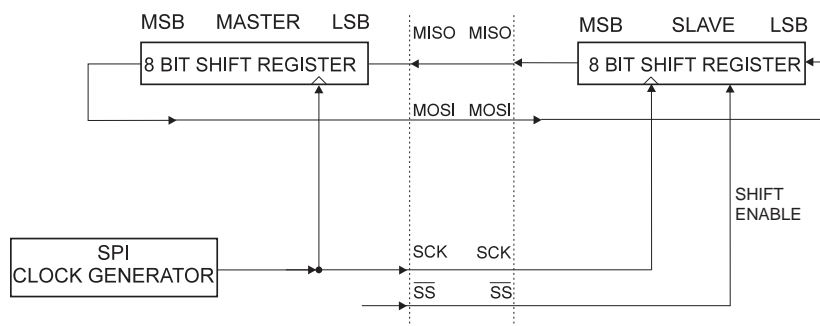 MSB MASTER LSB
MSB SLAVE LSB
MISO MISO
8 BIT SHIFT REGISTER
8 BIT SHIFT REGISTER
MOSI MOSI
SHIFT
ENABLE
SPI
CLOCK GENERATOR
SCK SCK
SS SS